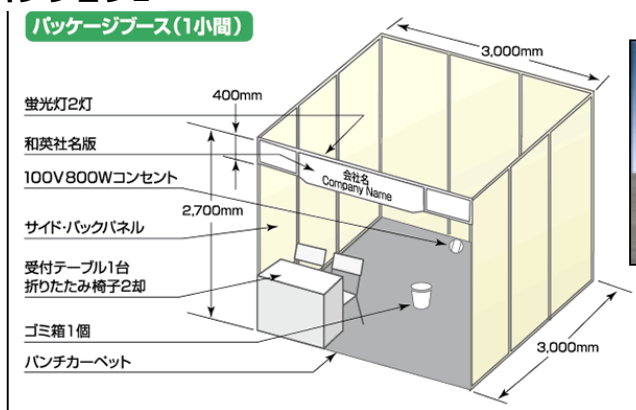 パッケージブース(1小間)
3,000mm
蛍光灯2灯
400mm
和英社名版
会社名
Company Name
100V800Wコンセント
2,700mm
サイド・バックパネル
受付テーブル1台
折りたたみ椅子2却
ゴミ箱1個
3,000mm
パンチカーペット